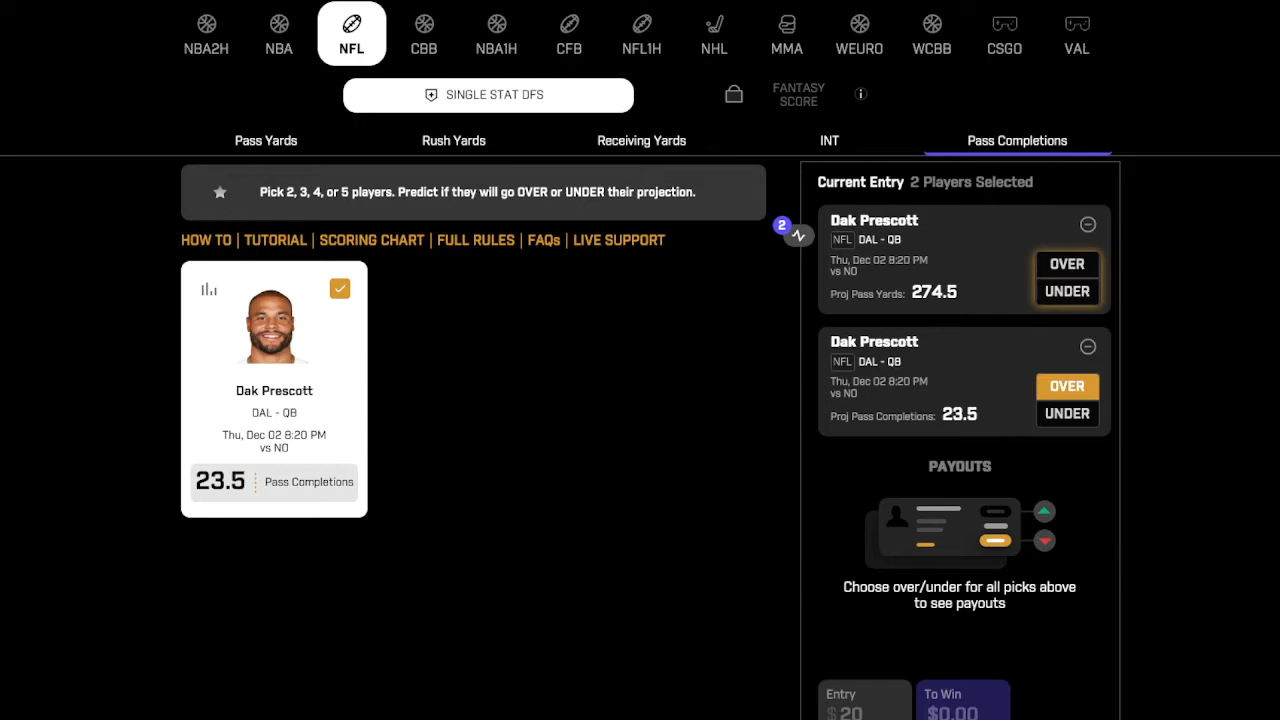 NBA2H
NBA
NFL
CBB
NBA1H
CFB
NFL1H
NHL
MMA
WEURO
WCBB
CSGO
VAL
SINGLE STAT DFS
FANTASY
SCORE
Pass Yards
Rush Yards
Receiving Yards
INT
Pass Completions
Pick 2, 3, 4, or 5 players. Predict if they will go OVER or UNDER their projection.
HOW TO | TUTORIAL | SCORING CHART | FULL RULES | FAQs | LIVE SUPPORT
Dak Prescott
DAL - QB
Thu, Dec 02 8:20 PM
vs NO
23.5 Pass Completions
Current Entry 2 Players Selected
2
Dak Prescott
NFL DAL - QB
Thu, Dec 02 8:20 PM
vs NO
Proj Pass Yards: 274.5
OVER
UNDER
Dak Prescott
NFL DAL - QB
Thu, Dec 02 8:20 PM
vs NO
Proj Pass Completions: 23.5
OVER
UNDER
PAYOUTS
Choose over/under for all picks above
to see payouts
Entry
$ 20
To Win
$0.00